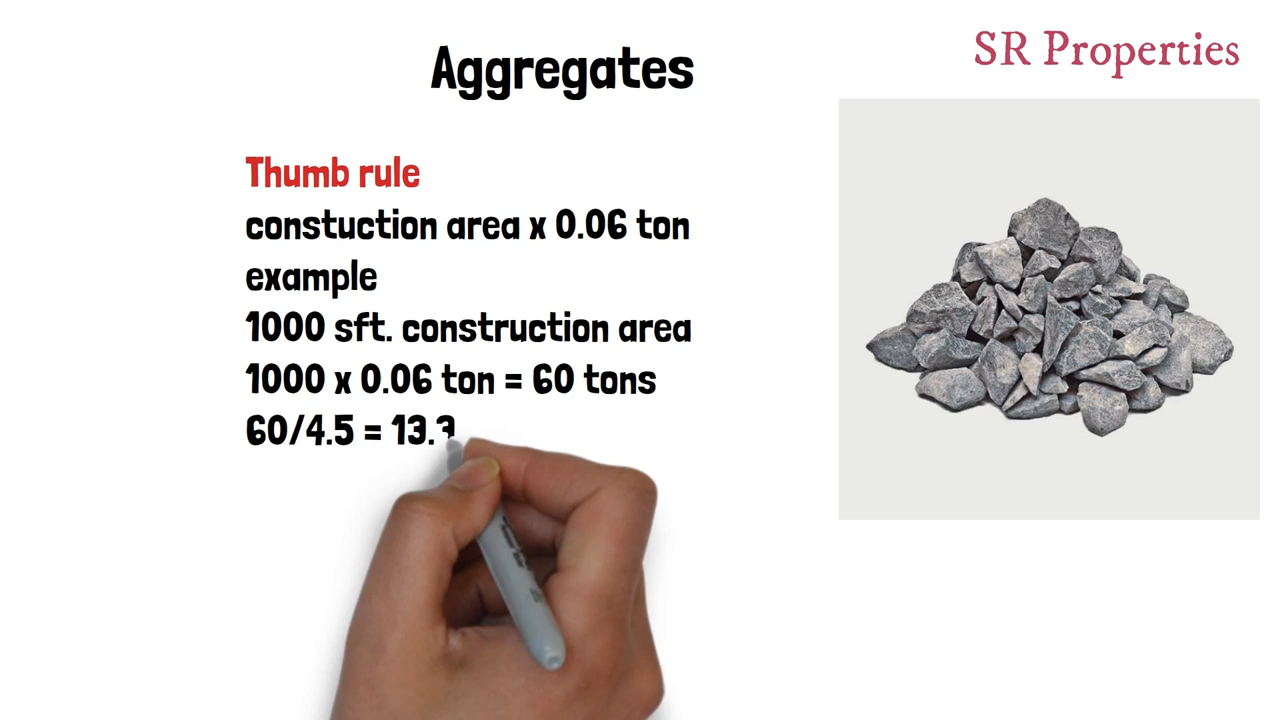 Aggregates
SR Properties
Thumb rule
constuction area x 0.06 ton
example
1000 sft. construction area
1000 x 0.06 ton = 60 tons
60/4.5 = 13.3